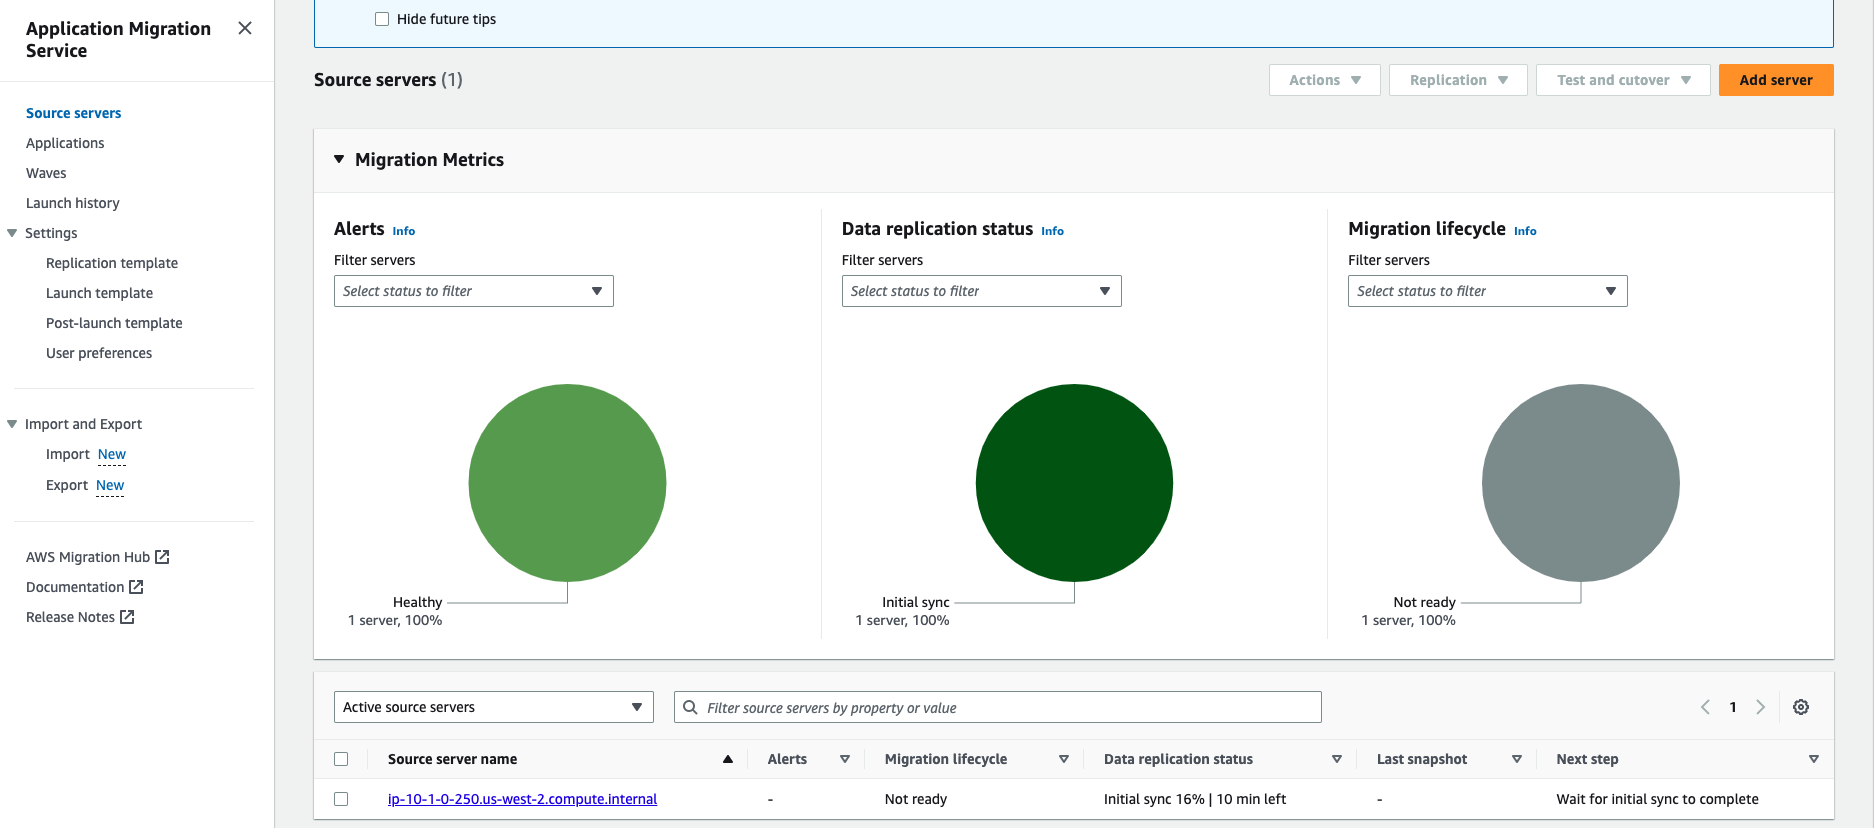 Application Migration
Service
Source servers
Applications
Waves
Launch history
Settings
Replication template
Launch template
Post-launch template
User preferences
Import and Export
Import New
Export New
AWS Migration Hub
Documentation
Release Notes
Hide future tips
Source servers (1)
Actions
Replication
Test and cutover
Add server
Migration Metrics
Alerts Info
Filter servers
Select status to filter
Healthy
1 server, 100%
Data replication status Info
Filter servers
Select status to filter
Initial sync
1 server, 100%
Migration lifecycle Info
Filter servers
Select status to filter
Not ready
1 server, 100%
Active source servers
Filter source servers by property or value
1
Source server name Alerts Migration lifecycle Data replication status Last snapshot Next step
ip-10-1-0-250.us-west-2.compute.internal - Not ready Initial sync 16% | 10 min left - Wait for initial sync to complete